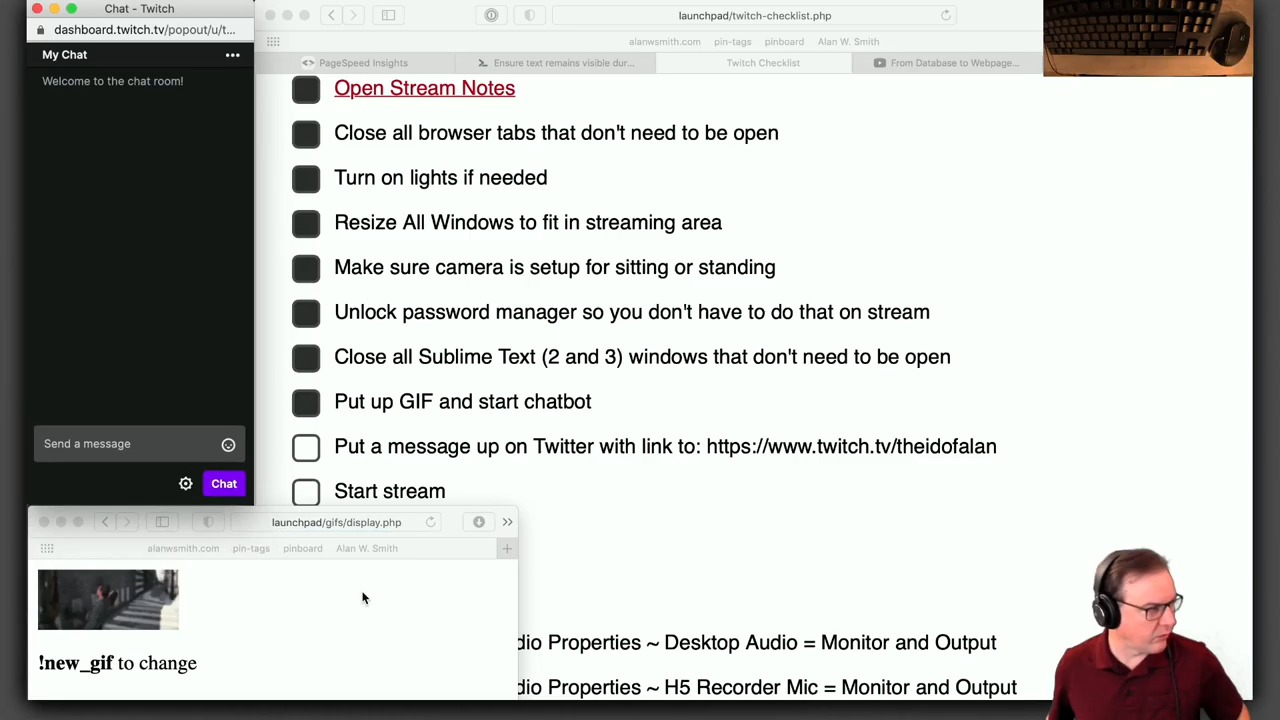 Chat - Twitch
dashboard.twitch.tv/popout/u/t...
My Chat
Welcome to the chat room!
Send a message
Chat
launchpad/twitch-checklist.php
alanwsmith.com pin-tags pinboard Alan W. Smith
PageSpeed Insights
Ensure text remains visible dur...
Twitch Checklist
From Database to Webpage...
Open Stream Notes
Close all browser tabs that don't need to be open
Turn on lights if needed
Resize All Windows to fit in streaming area
Make sure camera is setup for sitting or standing
Unlock password manager so you don't have to do that on stream
Close all Sublime Text (2 and 3) windows that don't need to be open
Put up GIF and start chatbot
Put a message up on Twitter with link to: https://www.twitch.tv/theidofalan
Start stream
dio Properties ~ Desktop Audio = Monitor and Output
dio Properties ~ H5 Recorder Mic = Monitor and Output
launchpad/gifs/display.php
alanwsmith.com pin-tags pinboard Alan W. Smith
!new_gif to change